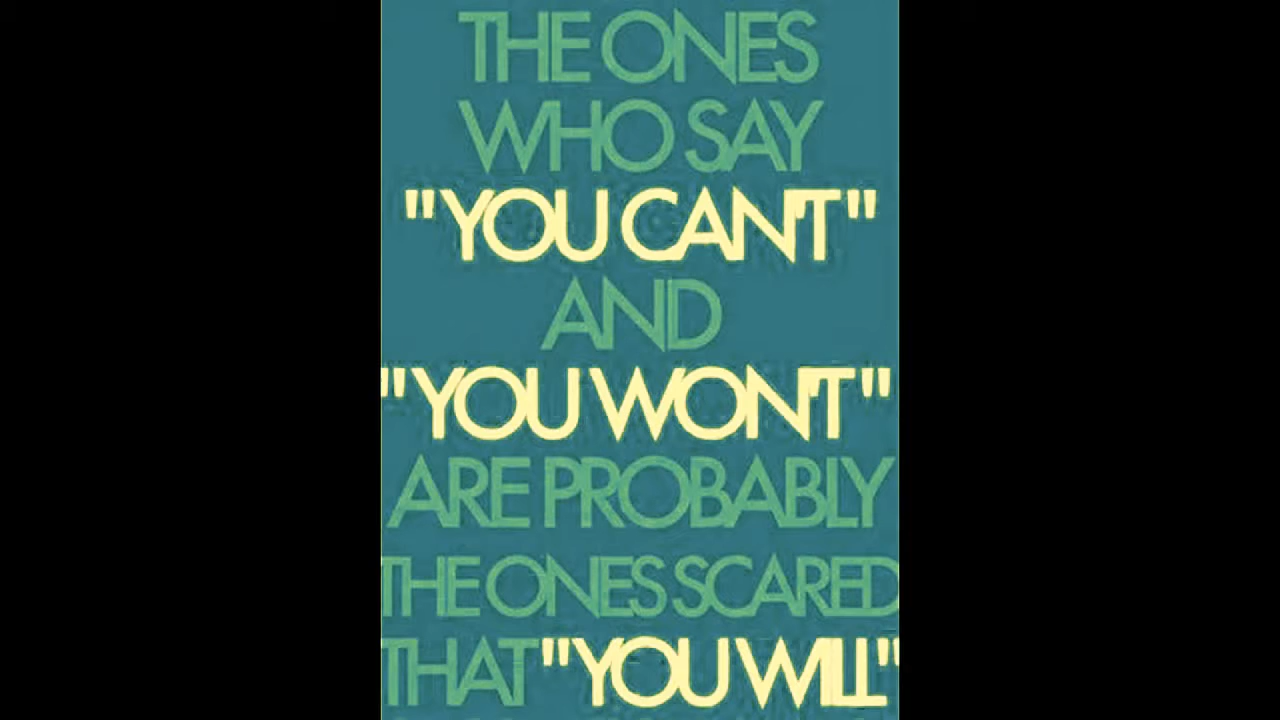 THE ONES
WHO SAY
"YOU CAN'T"
AND
"YOU WON'T"
ARE PROBABLY
THE ONES SCARED
THAT "YOU WILL"